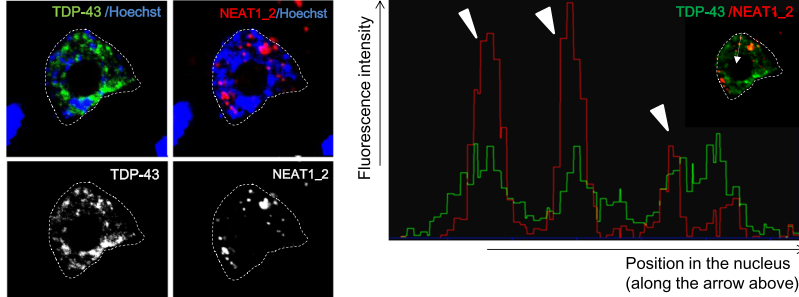 TDP-43 /Hoechst
NEAT1_2/Hoechst
TDP-43
NEAT1_2
Fluorescence intensity
TDP-43 /NEAT1_2
Position in the nucleus
(along the arrow above)